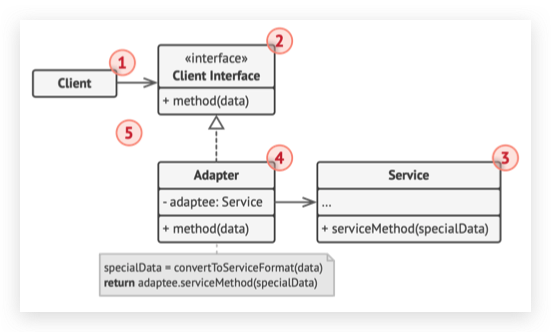 1
2
«interface»
Client Interface
Client
+ method(data)
5
4
3
Adapter
Service
- adaptee: Service
...
+ method(data)
+ serviceMethod(specialData)
specialData = convertToServiceFormat(data)
return adaptee.serviceMethod(specialData)